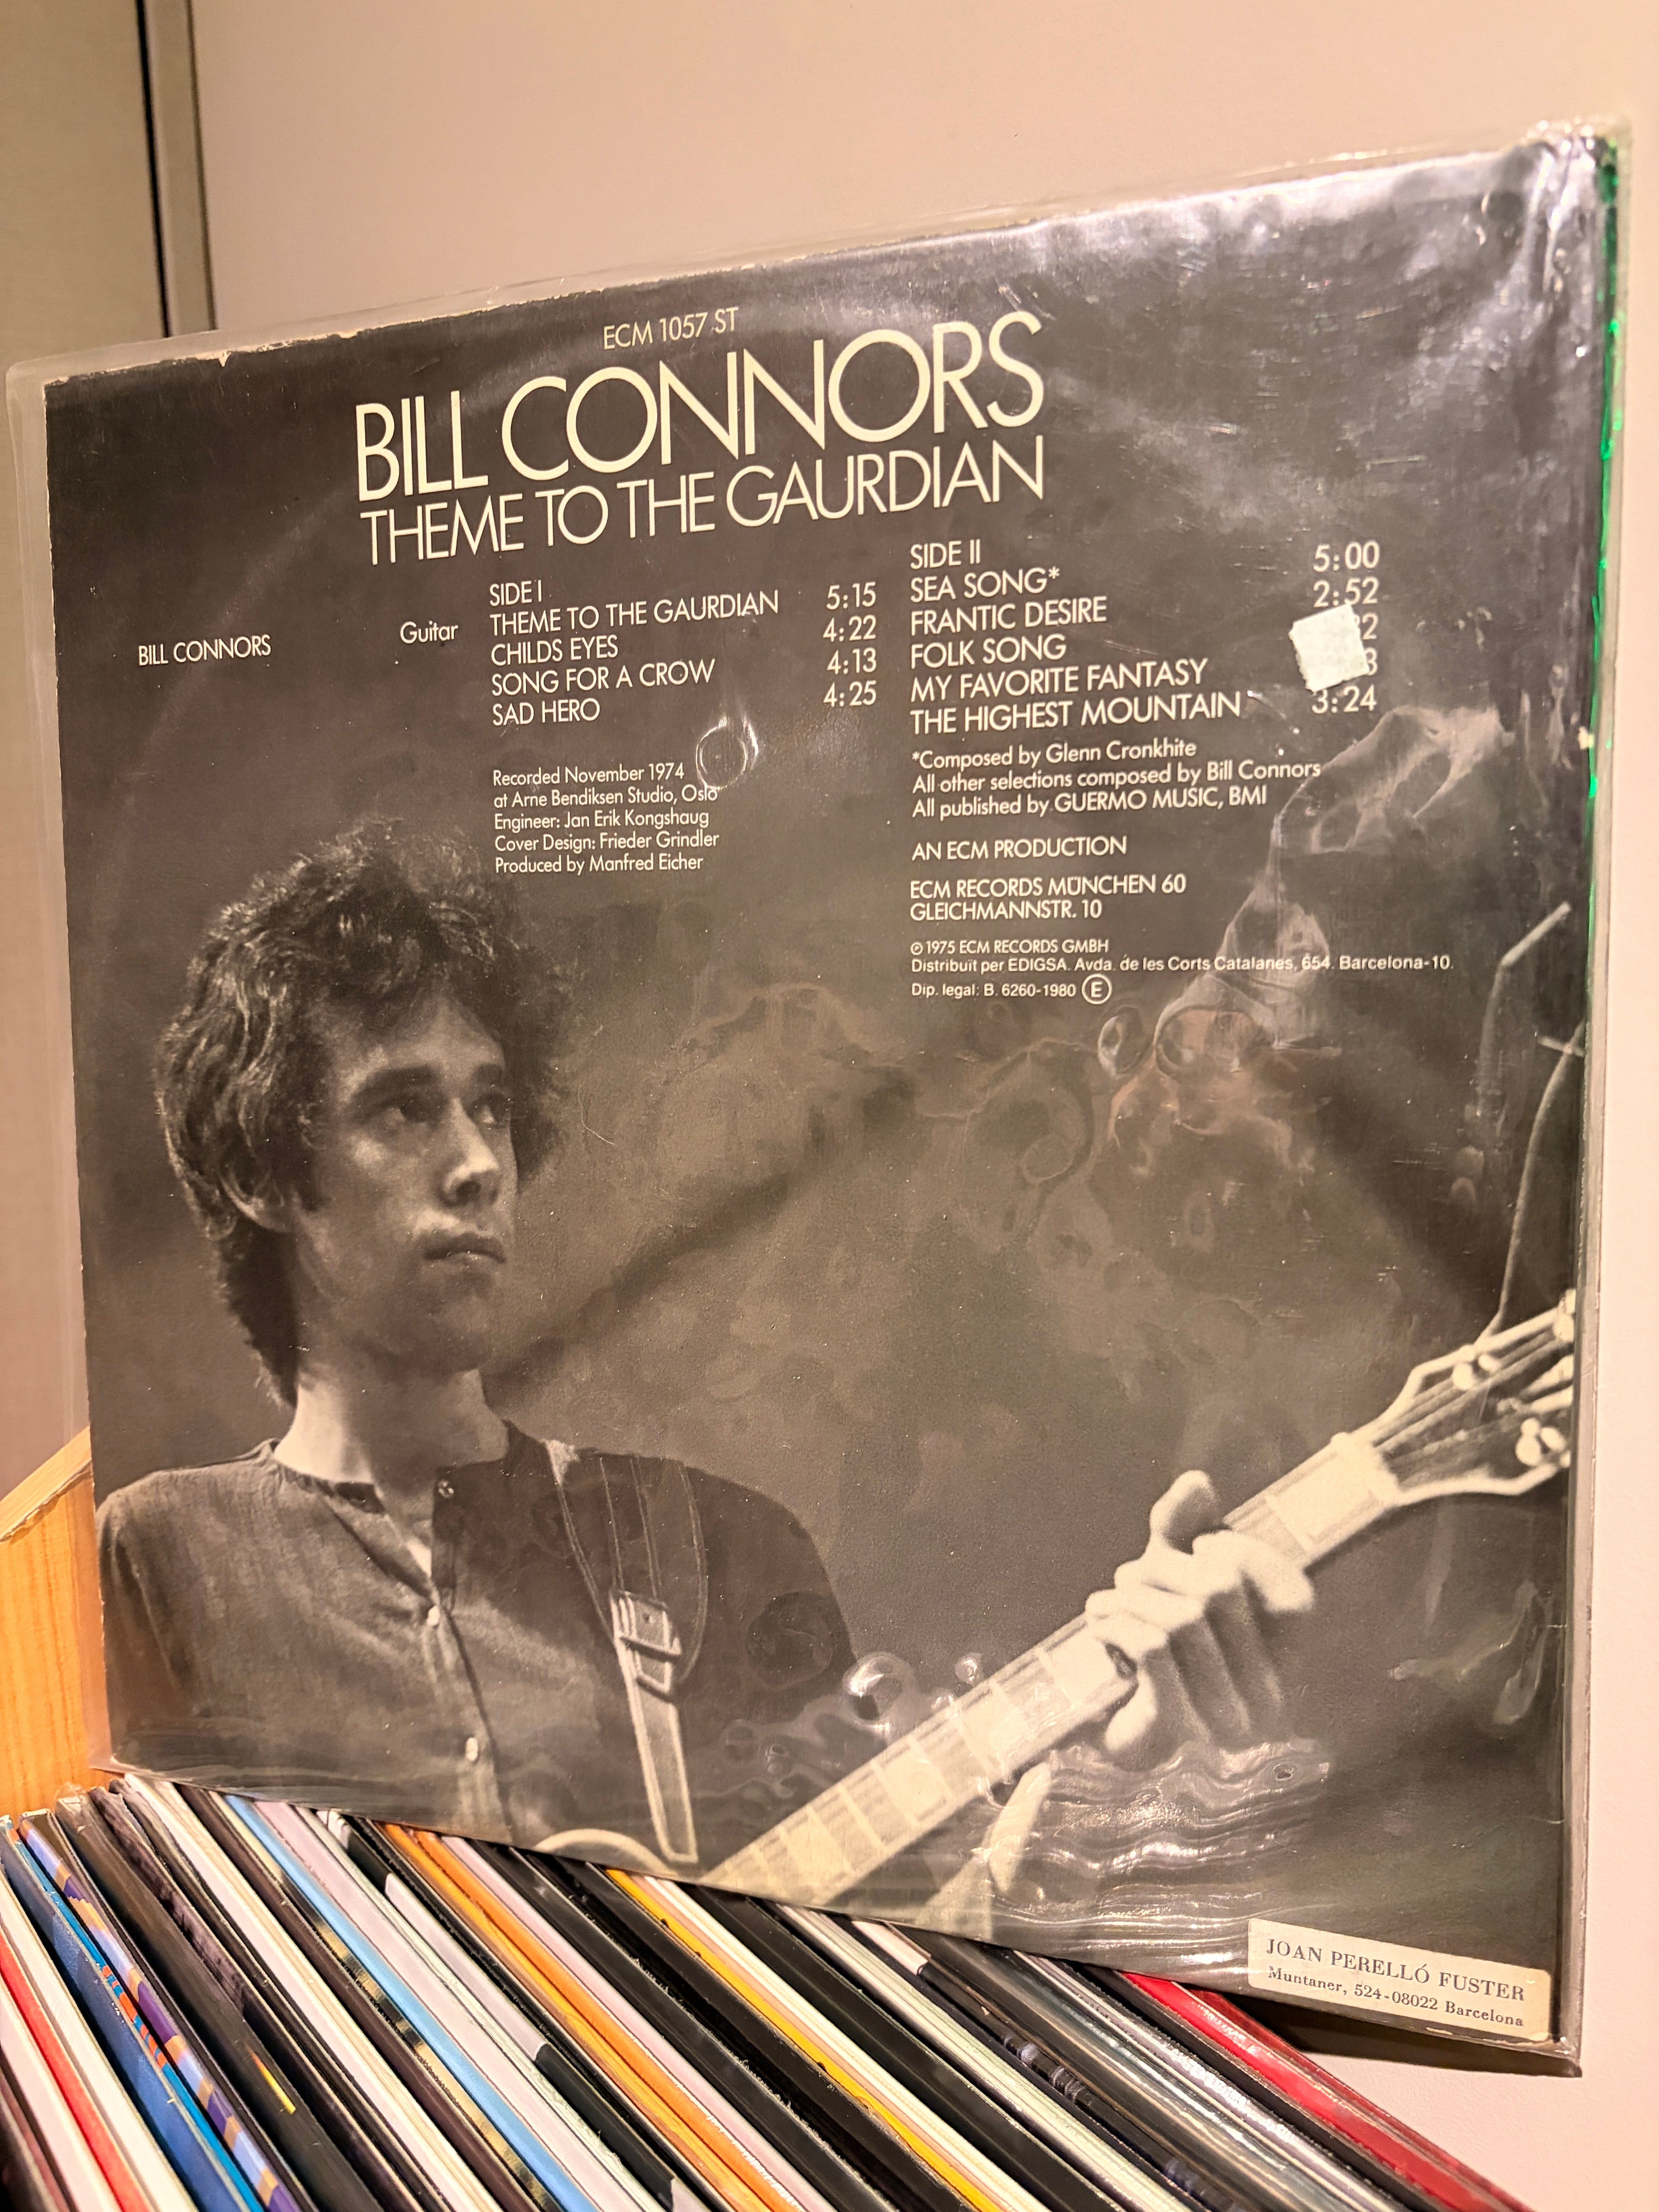 ECM 1057 ST
BILL CONNORS
THEME TO THE GAURDIAN
BILL CONNORS Guitar
SIDE I
THEME TO THE GAURDIAN 5:15
CHILDS EYES 4:22
SONG FOR A CROW 4:13
SAD HERO 4:25
Recorded November 1974
at Arne Bendiksen Studio, Oslo
Engineer: Jan Erik Kongshaug
Cover Design: Frieder Grindler
Produced by Manfred Eicher
SIDE II
SEA SONG* 5:00
FRANTIC DESIRE 2:52
FOLK SONG
MY FAVORITE FANTASY
THE HIGHEST MOUNTAIN 3:24
*Composed by Glenn Cronkhite
All other selections composed by Bill Connors
All published by GUERMO MUSIC, BMI
AN ECM PRODUCTION
ECM RECORDS MÜNCHEN 60
GLEICHMANNSTR. 10
℗ 1975 ECM RECORDS GMBH
Distribuït per EDIGSA. Avda. de les Corts Catalanes, 654. Barcelona-10.
Dip. legal: B. 6260-1980 E
JOAN PERELLÓ FUSTER
Muntaner, 524-08022 Barcelona